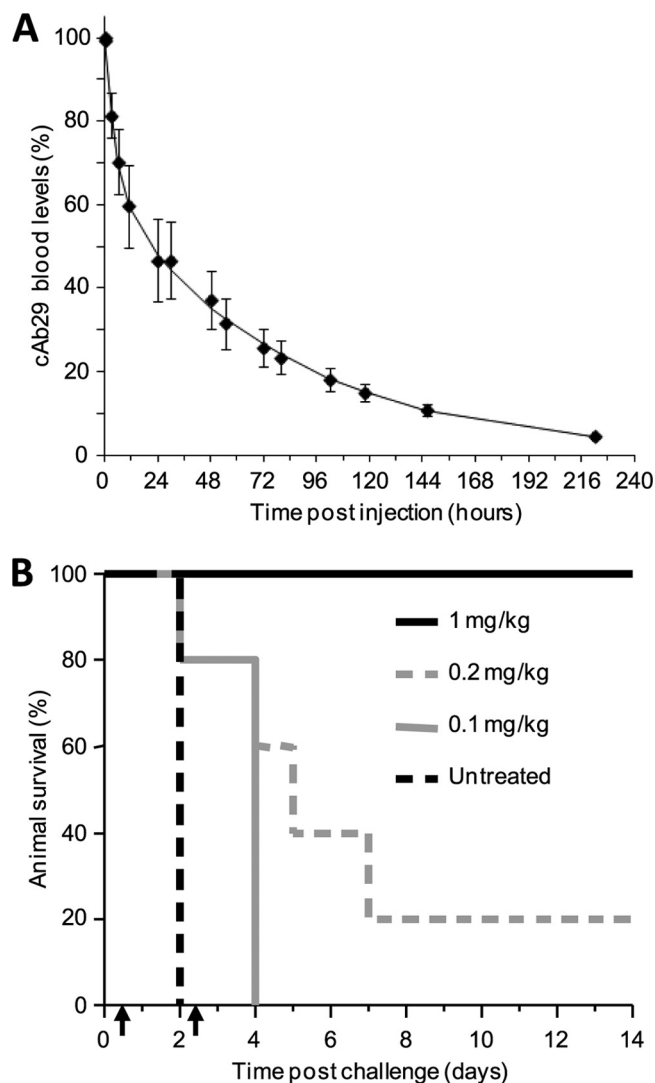 A
100
80
60
40
20
0
cAb29 blood levels (%)
0 24 48 72 96 120 144 168 192 216 240
Time post injection (hours)
B
100
80
60
40
20
0
Animal survival (%)
1 mg/kg
0.2 mg/kg
0.1 mg/kg
Untreated
0 2 4 6 8 10 12 14
Time post challenge (days)